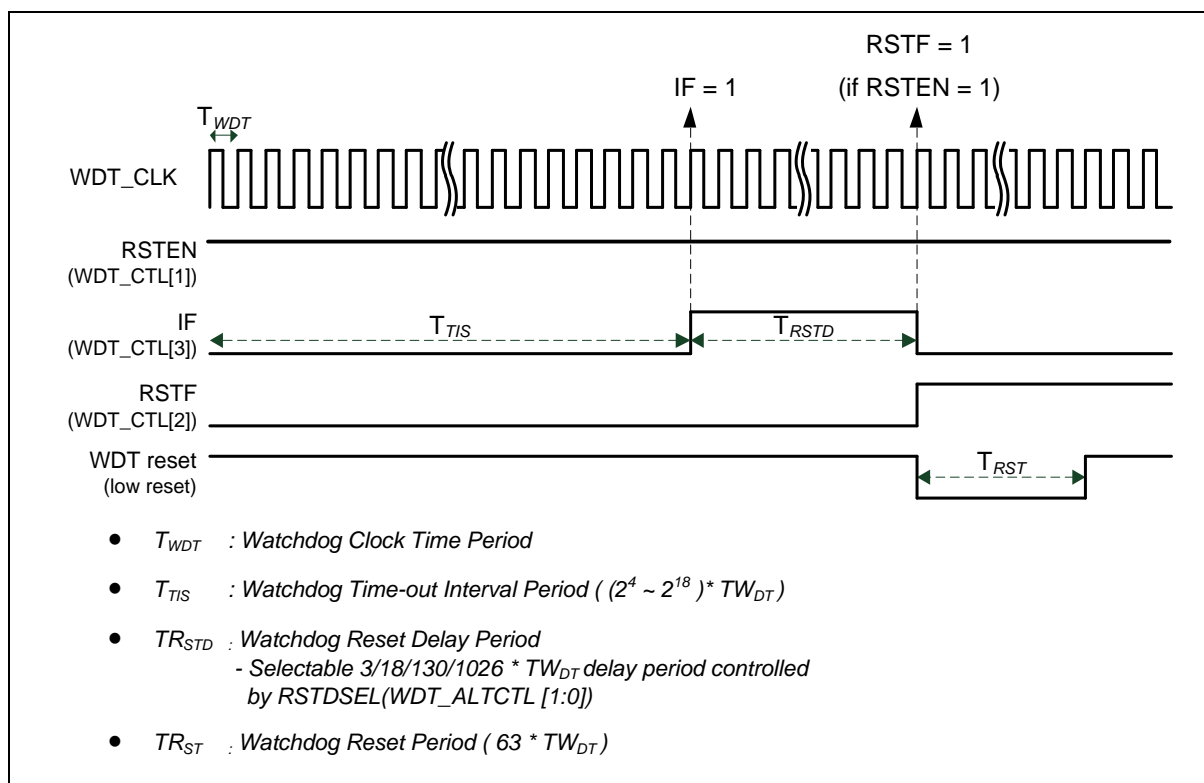 RSTF = 1
IF = 1 (if RSTEN = 1)
TWDT
WDT_CLK
RSTEN
(WDT_CTL[1])
IF
(WDT_CTL[3])
TTIS TRSTD
RSTF
(WDT_CTL[2])
WDT reset
(low reset)
TRST
● TWDT : Watchdog Clock Time Period
● TTIS : Watchdog Time-out Interval Period ( (2^4 ~ 2^18 )* TWDT )
● TRSTD : Watchdog Reset Delay Period
- Selectable 3/18/130/1026 * TWDT delay period controlled
by RSTDSEL(WDT_ALTCTL [1:0])
● TRST : Watchdog Reset Period ( 63 * TWDT )